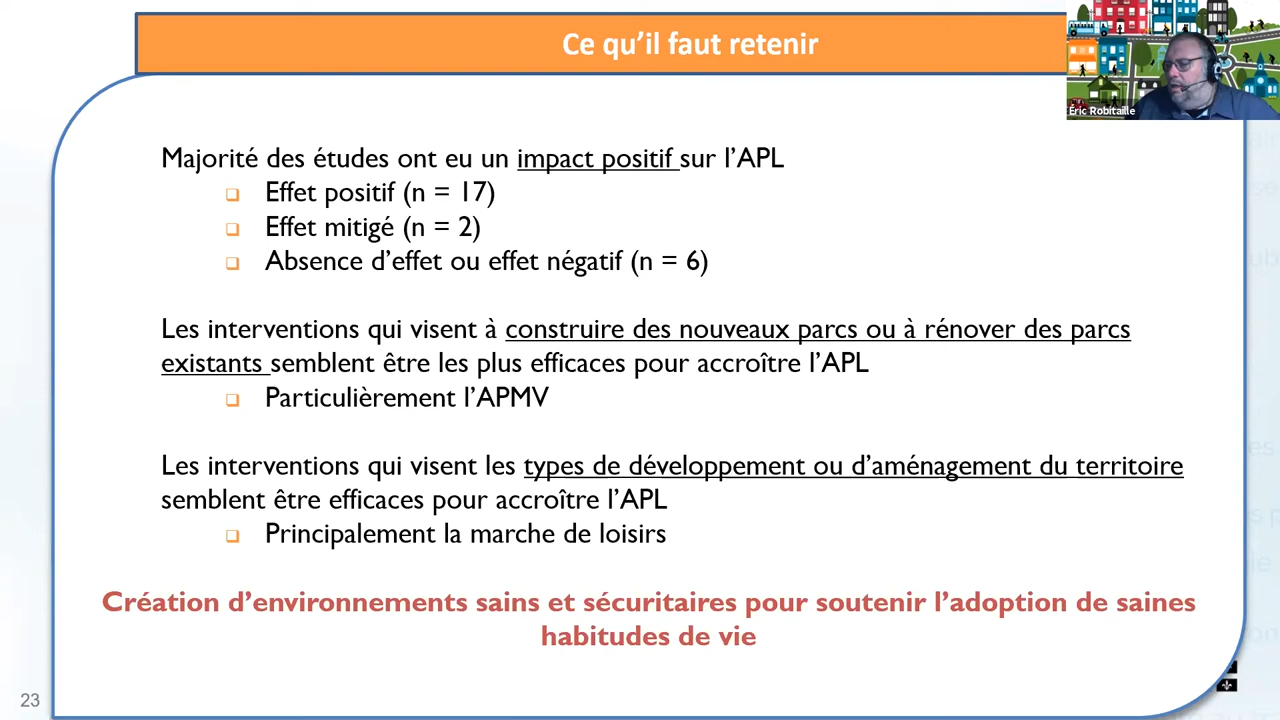 Ce qu'il faut retenir
Éric Robitaille
Majorité des études ont eu un impact positif sur l'APL
Effet positif (n = 17)
Effet mitigé (n = 2)
Absence d'effet ou effet négatif (n = 6)
Les interventions qui visent à construire des nouveaux parcs ou à rénover des parcs
existants semblent être les plus efficaces pour accroître l'APL
Particulièrement l'APMV
Les interventions qui visent les types de développement ou d'aménagement du territoire
semblent être efficaces pour accroître l'APL
Principalement la marche de loisirs
Création d'environnements sains et sécuritaires pour soutenir l'adoption de saines
habitudes de vie
23